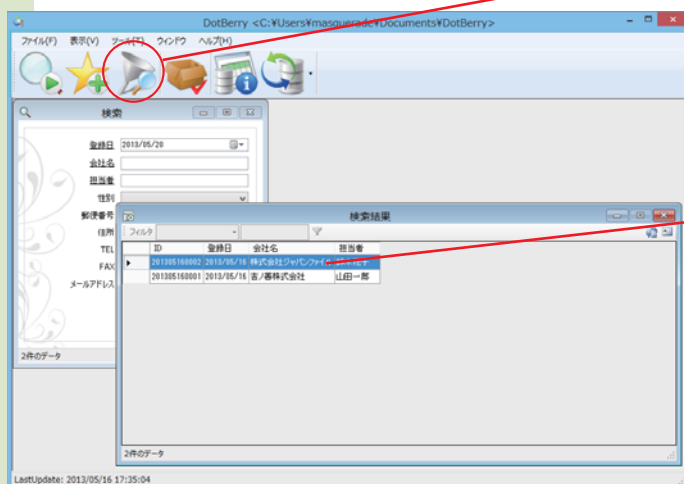 DotBerry <C:¥Users¥masquerade¥Documents¥DotBerry>
ファイル(F) 表示(V) ツール(T) ウィンドウ ヘルプ(H)
検索
登録日 2013/05/20
会社名
担当者
性別
郵便番号
住所
TEL
FAX
メールアドレス
2件のデータ
検索結果
フィルタ
ID 登録日 会社名 担当者
201305160002 2013/05/16 株式会社ジャパンファイ
201305160001 2013/05/16 吉ノ善株式会社 山田一郎
2件のデータ
LastUpdate: 2013/05/16 17:35:04